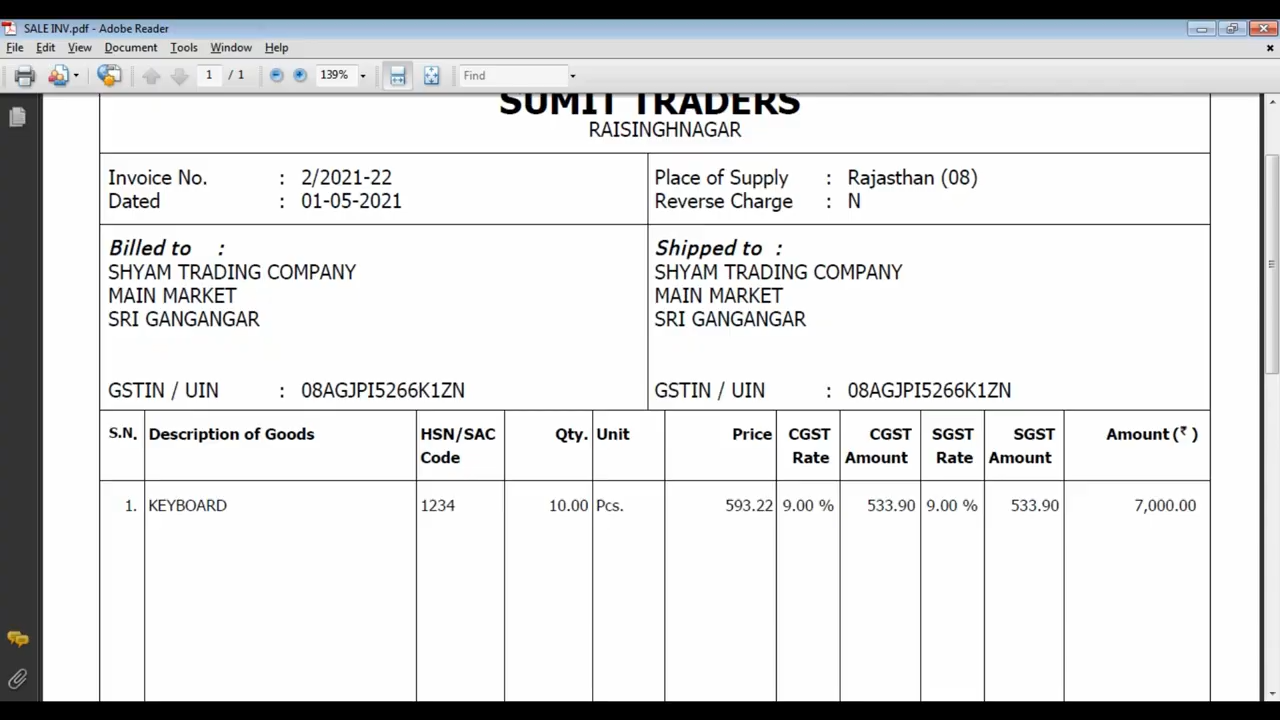 SALE INV.pdf - Adobe Reader
File Edit View Document Tools Window Help
1 / 1 139% Find
SUMIT TRADERS
RAISINGHNAGAR
Invoice No. : 2/2021-22
Dated : 01-05-2021
Place of Supply : Rajasthan (08)
Reverse Charge : N
Billed to :
SHYAM TRADING COMPANY
MAIN MARKET
SRI GANGANGAR
GSTIN / UIN : 08AGJPI5266K1ZN
Shipped to :
SHYAM TRADING COMPANY
MAIN MARKET
SRI GANGANGAR
GSTIN / UIN : 08AGJPI5266K1ZN
S.N. Description of Goods HSN/SAC Qty. Unit Price CGST CGST SGST SGST Amount (₹ )
Code Rate Amount Rate Amount
1. KEYBOARD 1234 10.00 Pcs. 593.22 9.00 % 533.90 9.00 % 533.90 7,000.00